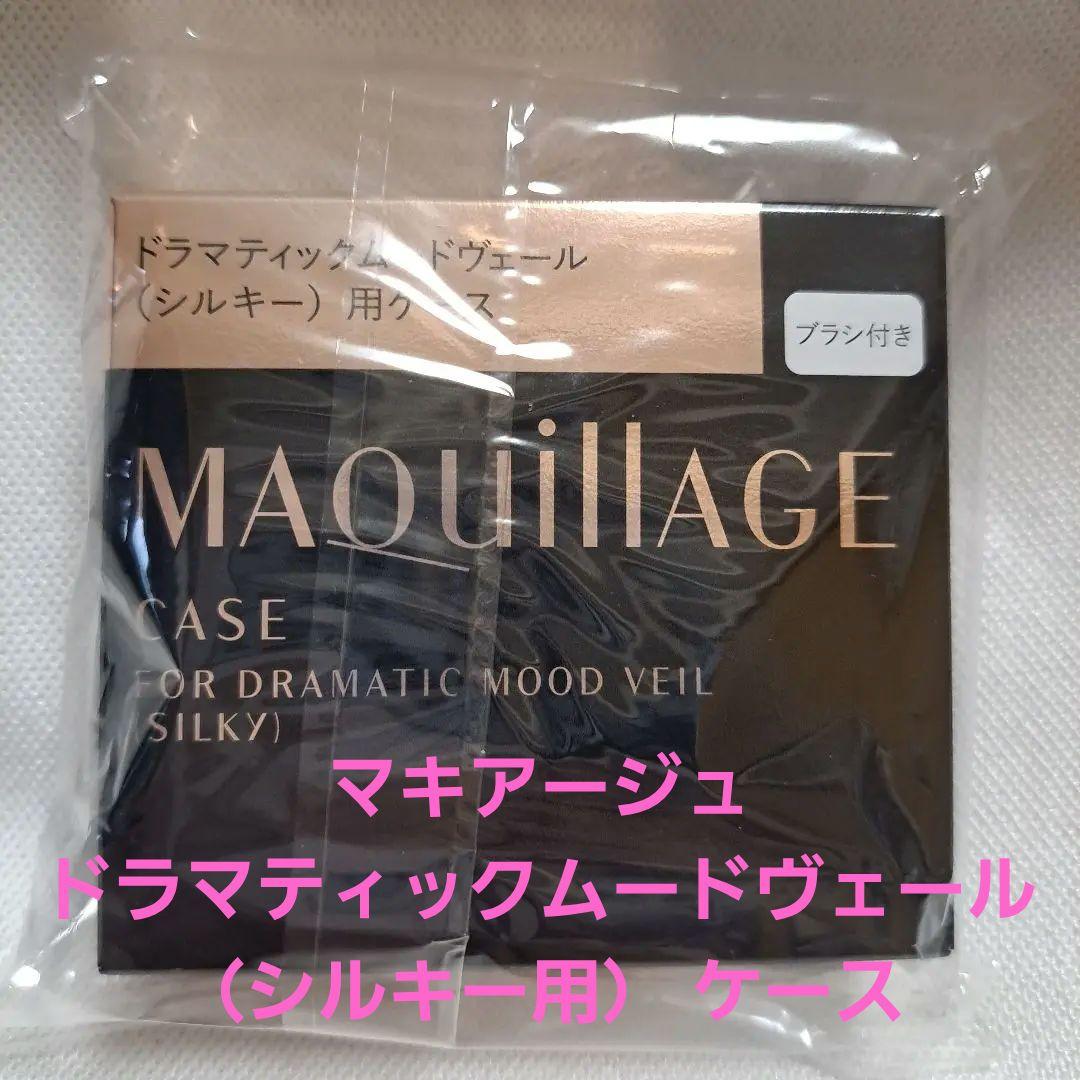 ドラマティックムードヴェール
(シルキー) 用ケース
ブラシ付き
MAQuillAGE
CASE
FOR DRAMATIC MOOD VEIL
(SILKY)
マキアージュ
ドラマティックムードヴェール
(シルキー用) ケース